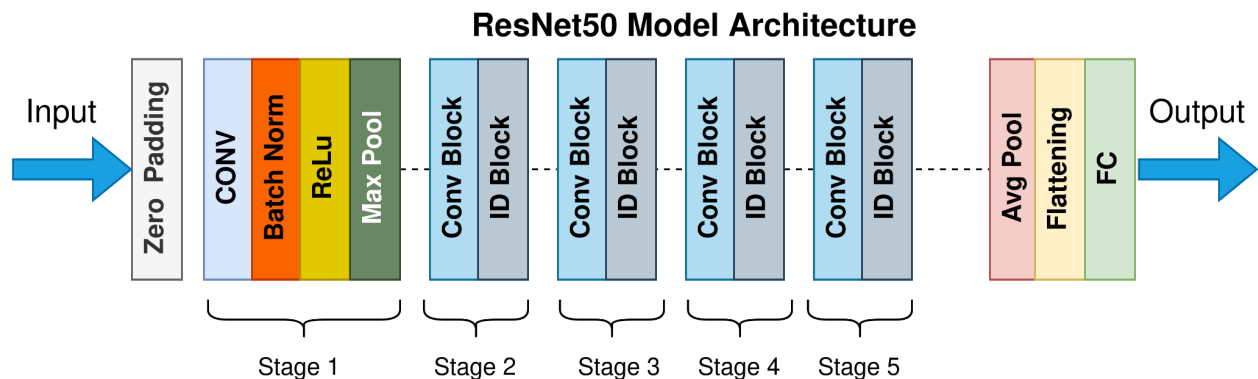 ResNet50 Model Architecture
Input
Zero Padding
CONV
Batch Norm
ReLu
Max Pool
Conv Block
ID Block
Conv Block
ID Block
Conv Block
ID Block
Conv Block
ID Block
Avg Pool
Flattening
FC
Output
Stage 1
Stage 2
Stage 3
Stage 4
Stage 5